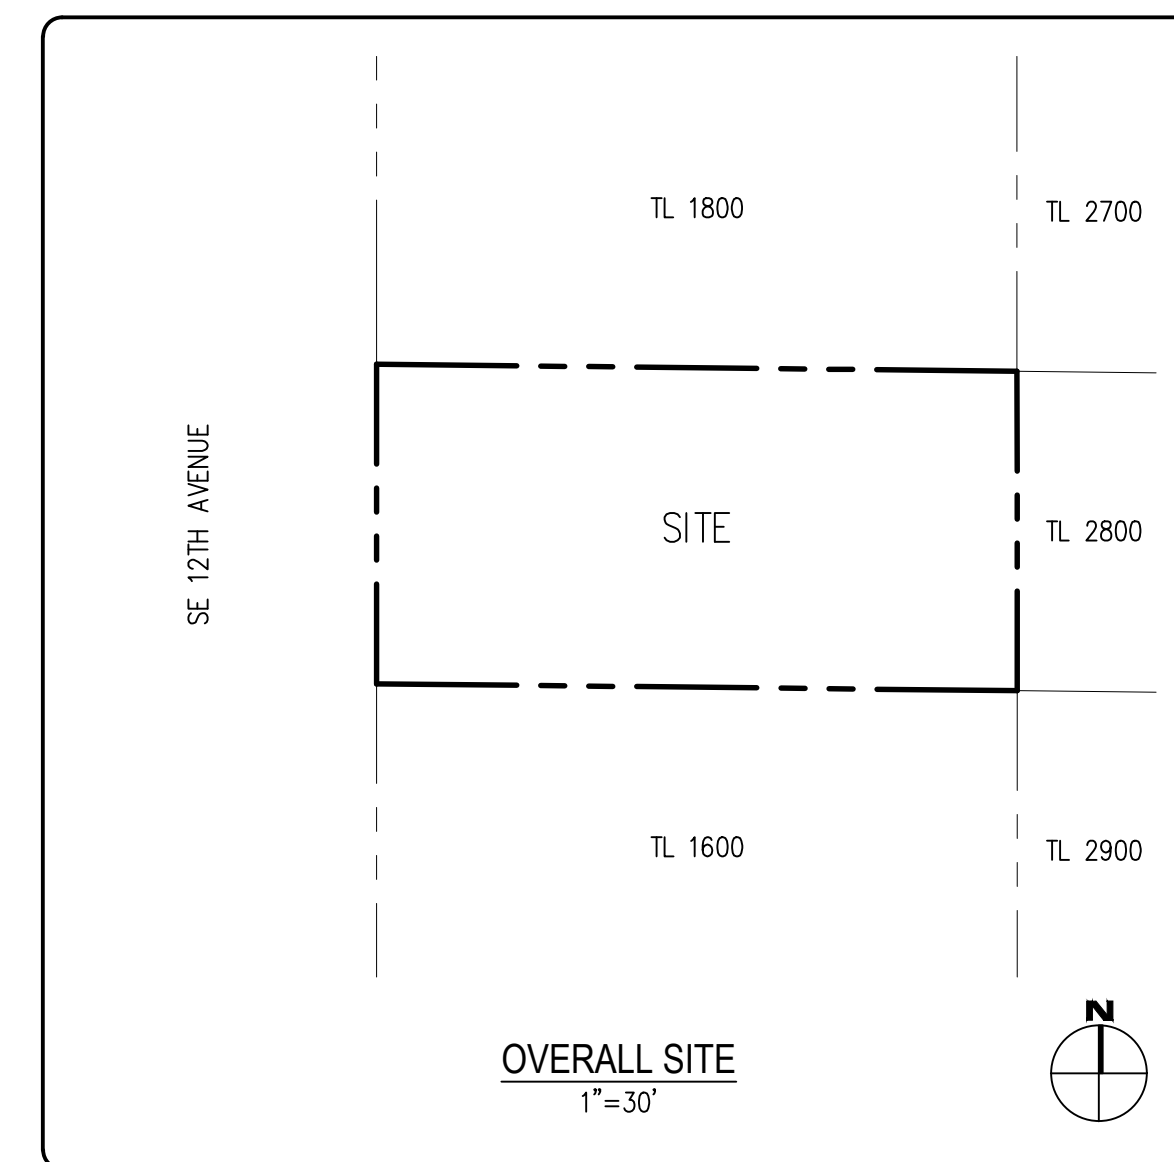 TL 1800
TL 2700
SE 12TH AVENUE
SITE
TL 2800
TL 1600
TL 2900
N
OVERALL SITE
1"=30'